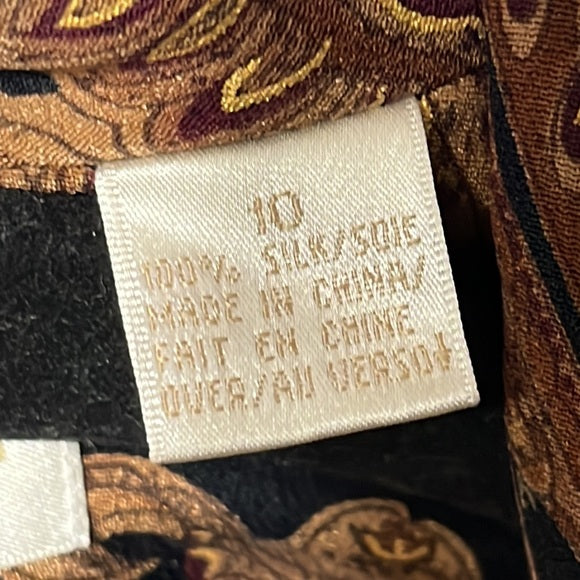 10
100% SILK/SOIE
MADE IN CHINA/
FAIT EN CHINE
OVER/AU VERSO↓